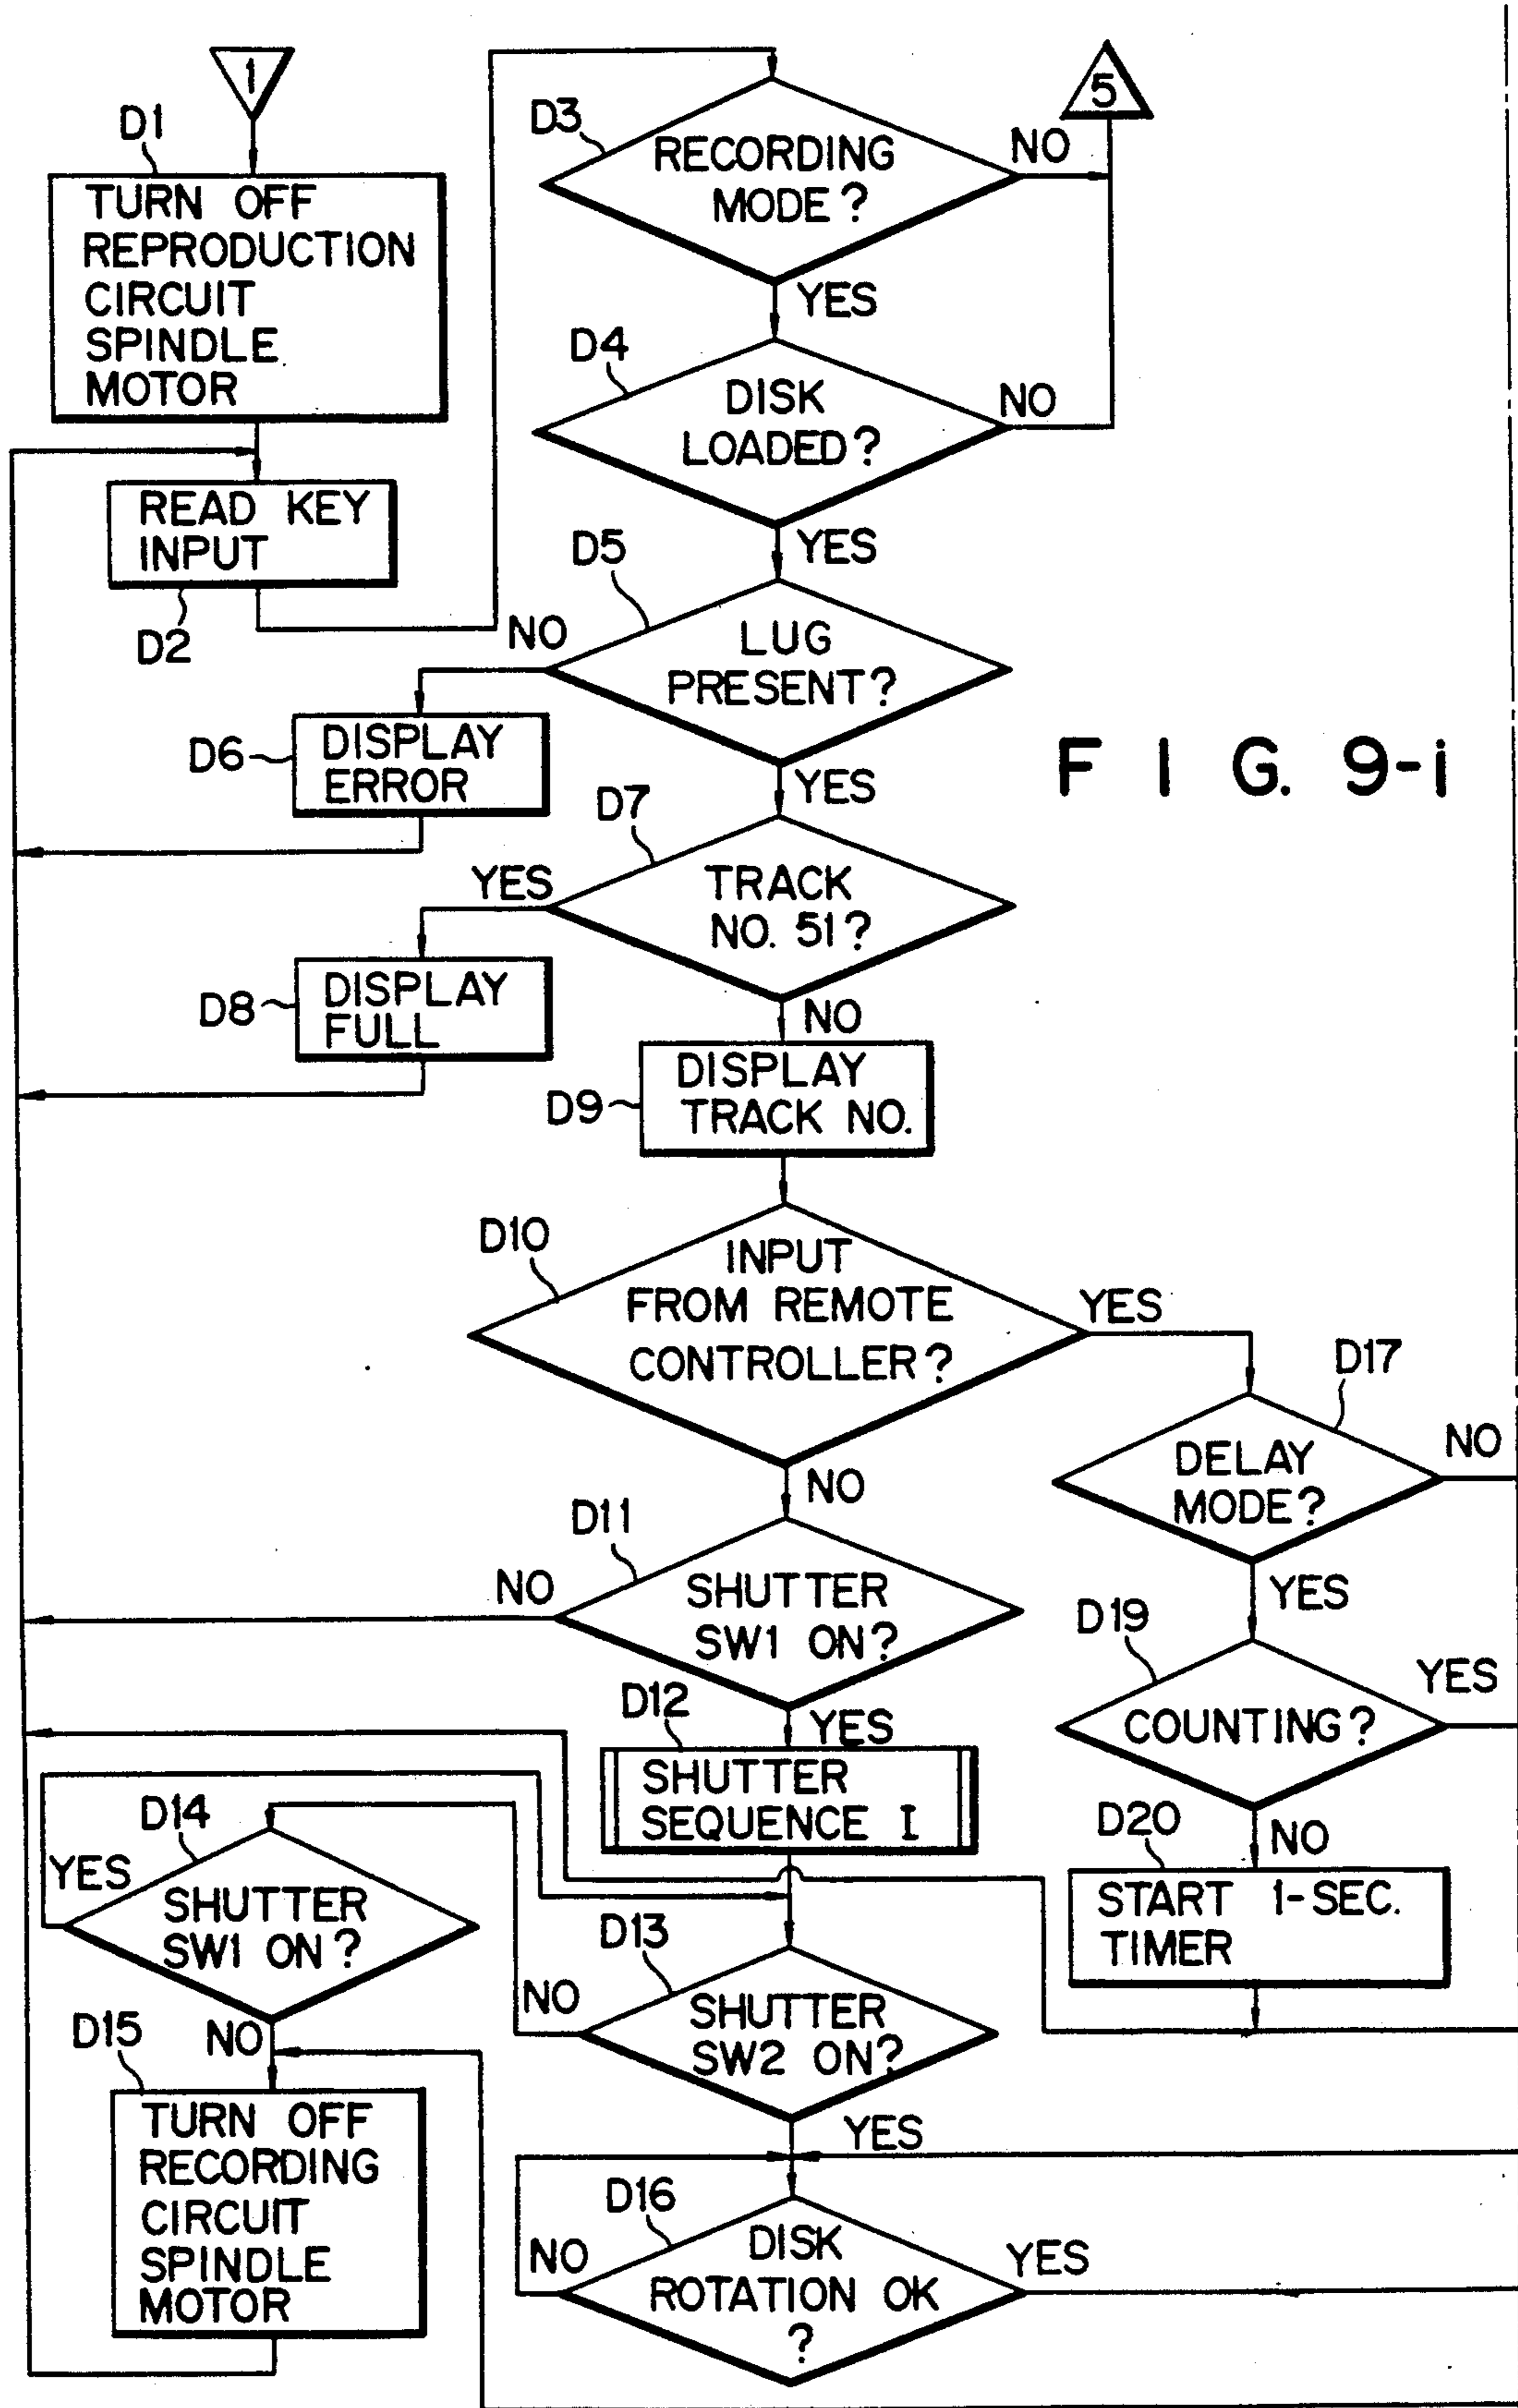 1
D1
TURN OFF
REPRODUCTION
CIRCUIT
SPINDLE
MOTOR
READ KEY
INPUT
D2
D3
RECORDING
MODE?
NO
5
YES
D4
DISK
LOADED?
NO
YES
D5
LUG
PRESENT?
NO
D6
DISPLAY
ERROR
YES
FIG. 9-i
D7
TRACK
NO. 51?
YES
D8
DISPLAY
FULL
NO
D9
DISPLAY
TRACK NO.
D10
INPUT
FROM REMOTE
CONTROLLER?
YES
NO
D17
DELAY
MODE?
NO
YES
D11
SHUTTER
SW1 ON?
NO
YES
D19
COUNTING?
YES
NO
D12
SHUTTER
SEQUENCE I
D20
START 1-SEC.
TIMER
D14
YES
SHUTTER
SW1 ON?
NO
D13
SHUTTER
SW2 ON?
NO
YES
D15
TURN OFF
RECORDING
CIRCUIT
SPINDLE
MOTOR
D16
DISK
ROTATION OK
?
NO
YES